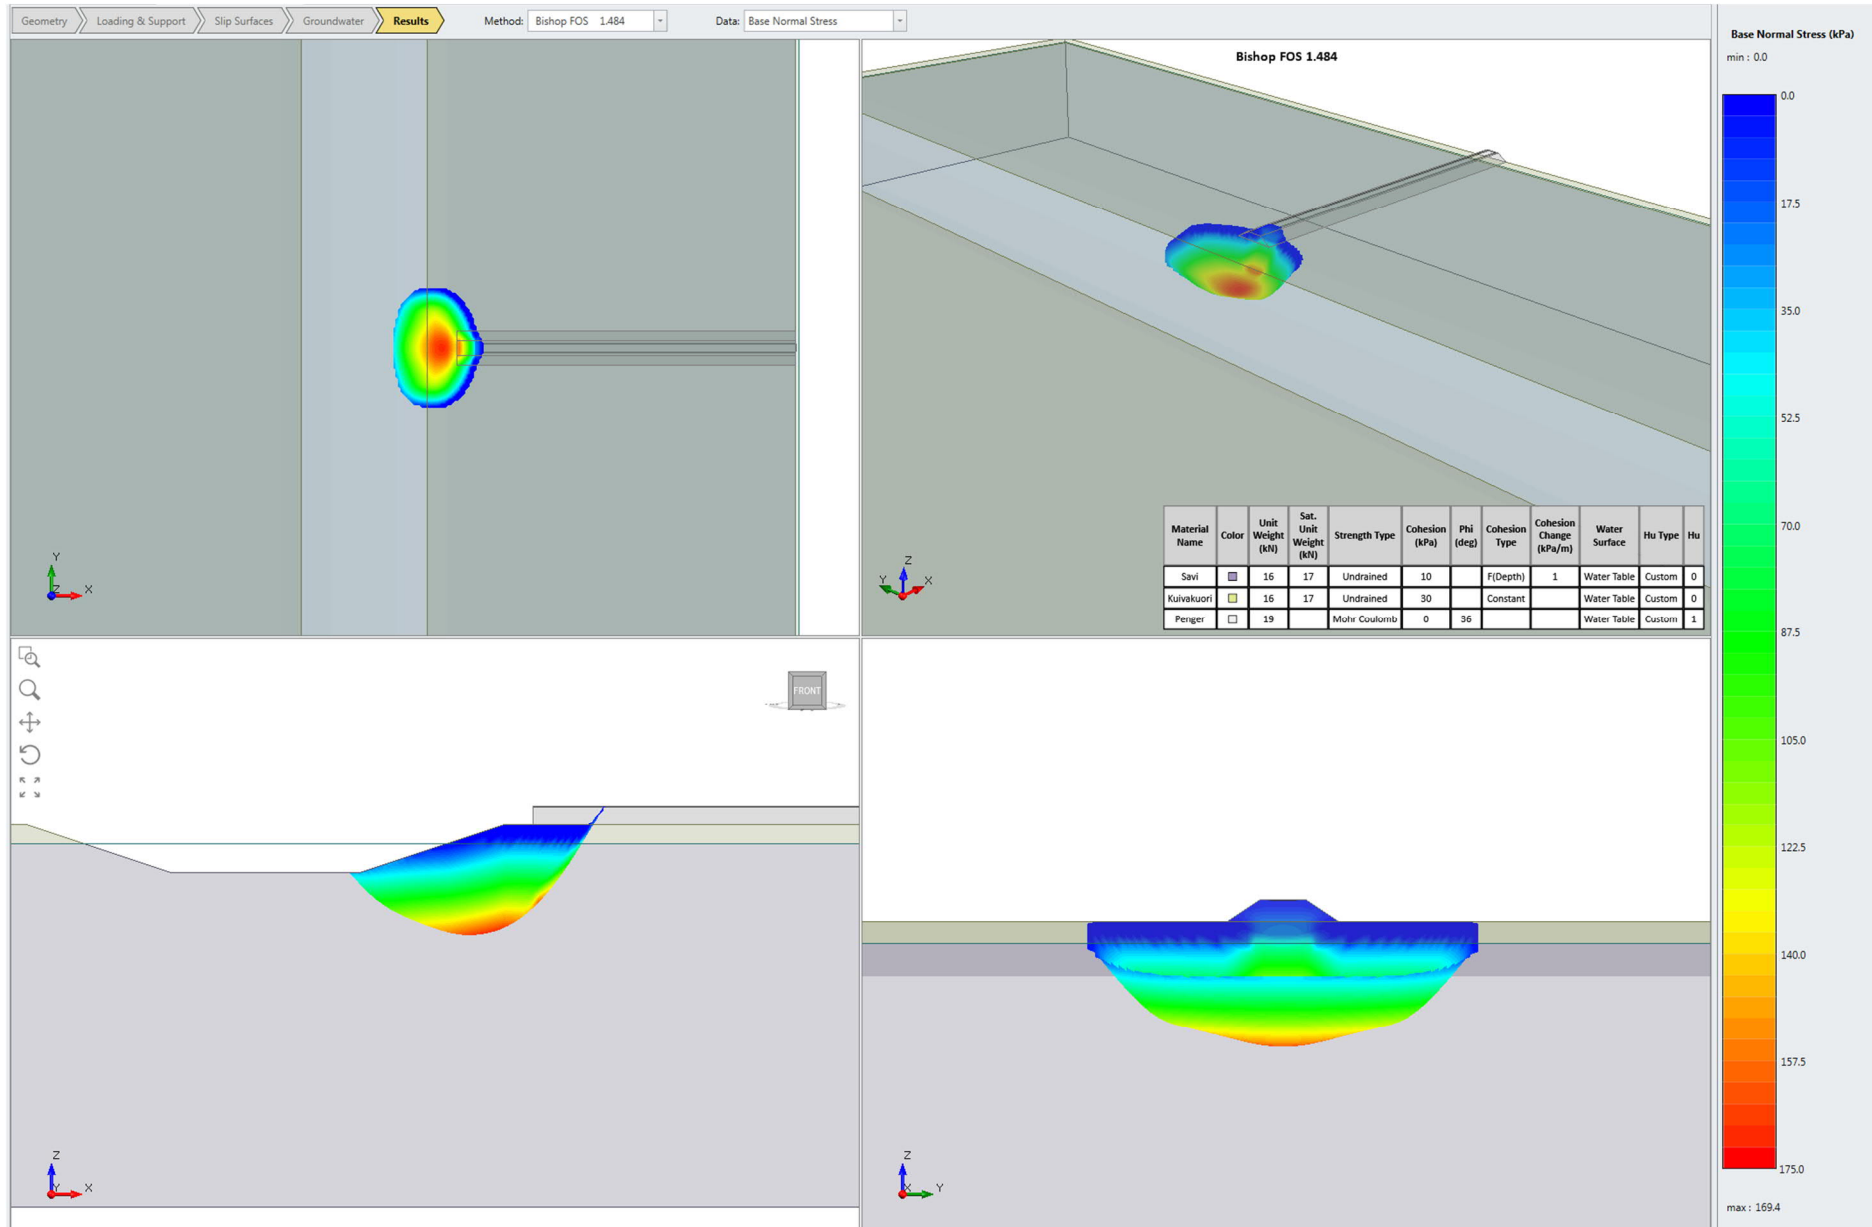 Geometry Loading & Support Slip Surfaces Groundwater Results Method: Bishop FOS 1.484 Data: Base Normal Stress
Bishop FOS 1.484
Y
Z X
Z
Y X
Material Name Color Unit Weight (kN) Sat. Unit Weight (kN) Strength Type Cohesion (kPa) Phi (deg) Cohesion Type Cohesion Change (kPa/m) Water Surface Hu Type Hu
Savi 16 17 Undrained 10 F(Depth) 1 Water Table Custom 0
Kuivakuori 16 17 Undrained 30 Constant Water Table Custom 0
Penger 19 Mohr Coulomb 0 36 Water Table Custom 1
FRONT
Z
Y X
Z
X Y
Base Normal Stress (kPa)
min : 0.0
0.0
17.5
35.0
52.5
70.0
87.5
105.0
122.5
140.0
157.5
175.0
max : 169.4